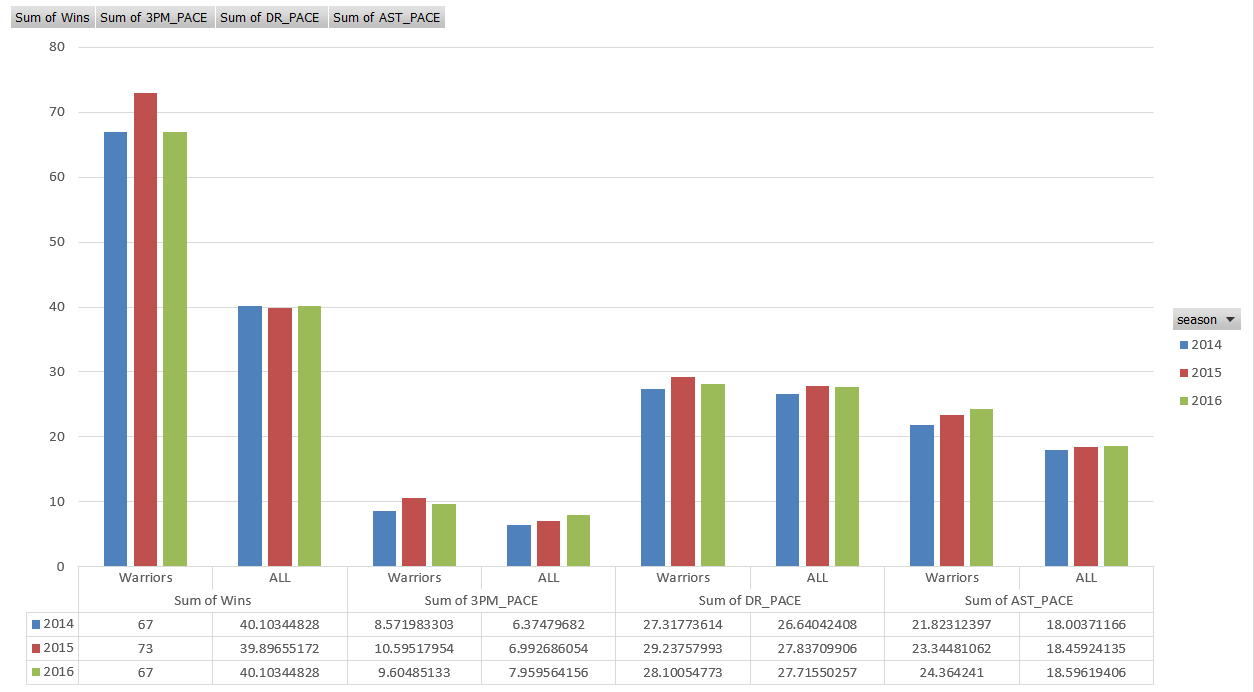 Sum of Wins Sum of 3PM_PACE Sum of DR_PACE Sum of AST_PACE
80
70
60
50
40
30
20
10
0
season
2014
2015
2016
Warriors ALL Warriors ALL Warriors ALL Warriors ALL
Sum of Wins Sum of 3PM_PACE Sum of DR_PACE Sum of AST_PACE
2014 67 40.10344828 8.571983303 6.37479682 27.31773614 26.64042408 21.82312397 18.00371166
2015 73 39.89655172 10.59517954 6.992686054 29.23757993 27.83709906 23.34481062 18.45924135
2016 67 40.10344828 9.60485133 7.959564156 28.10054773 27.71550257 24.364241 18.59619406